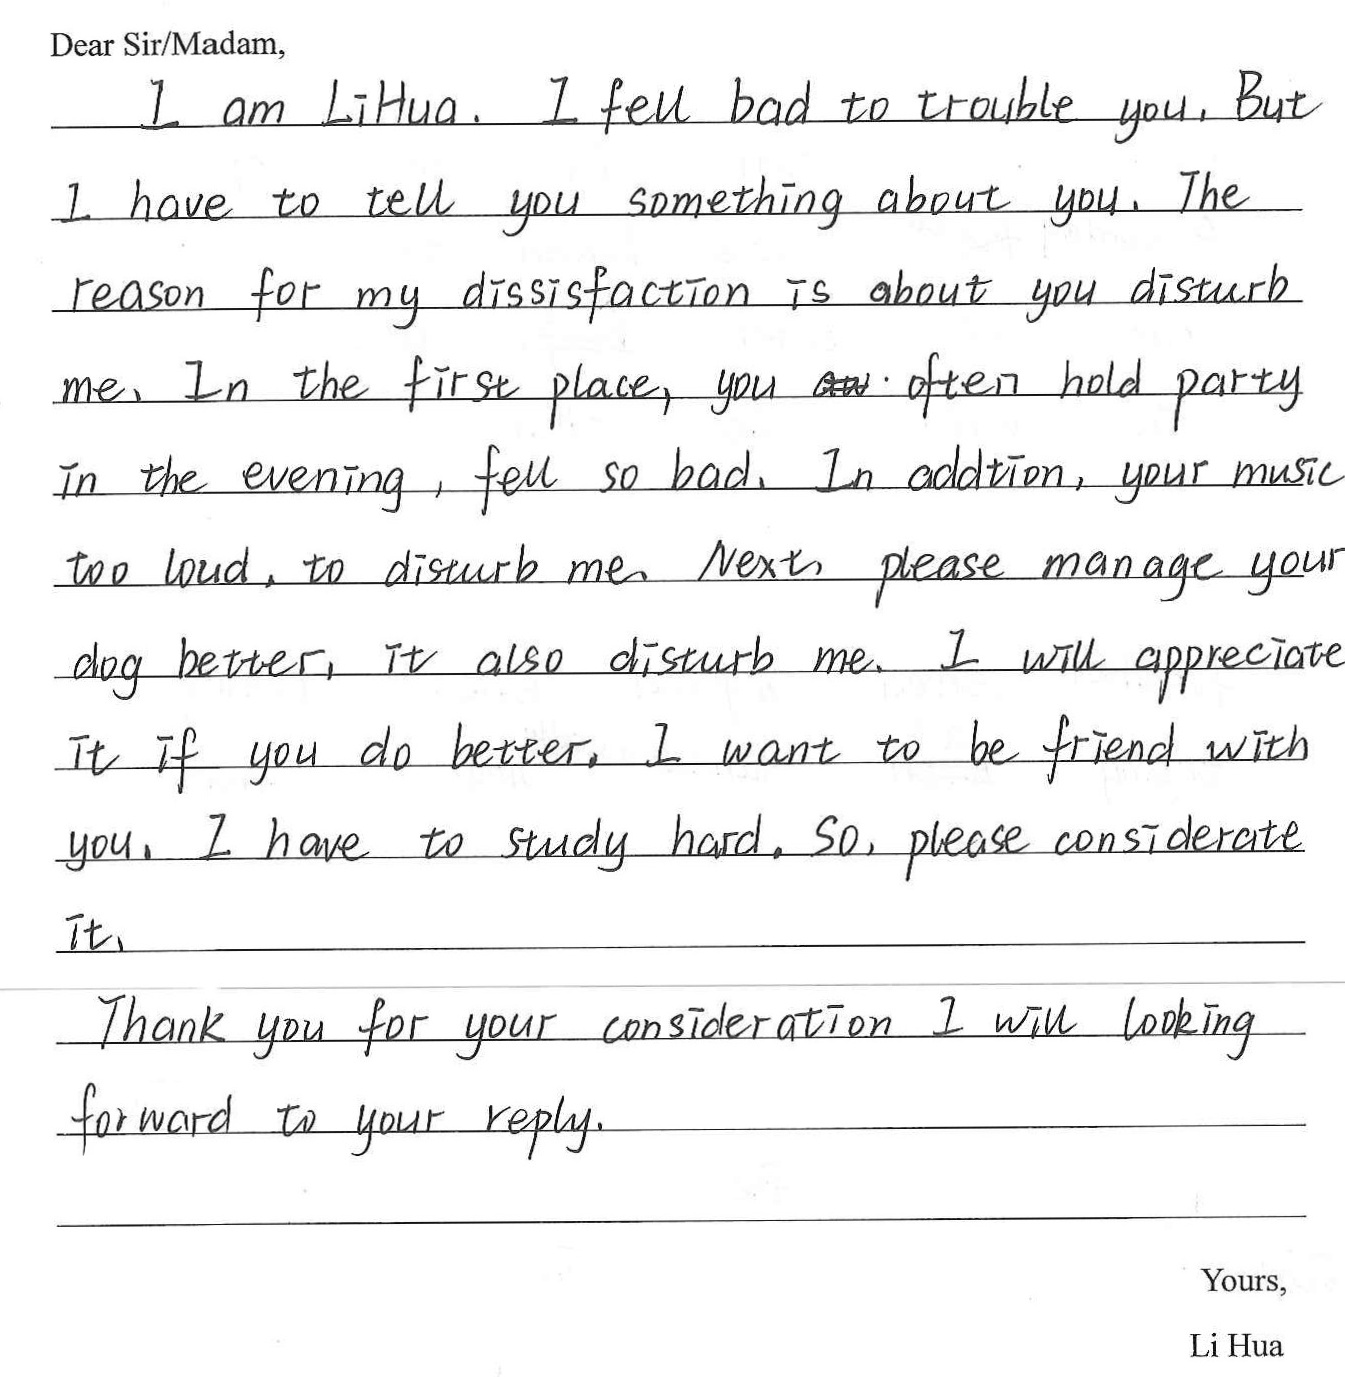 Dear Sir/Madam,
I am LiHua. I fell bad to trouble you. But
I have to tell you something about you. The
reason for my dissisfaction is about you disturb
me. In the first place, you often hold party
in the evening, fell so bad. In addtion, your music
too loud, to disturb me. Next, please manage your
dog better, it also disturb me. I will appreciate
it if you do better. I want to be friend with
you. I have to study hard. So, please considerate
it.
Thank you for your consideration I will looking
forward to your reply.
Yours,
Li Hua